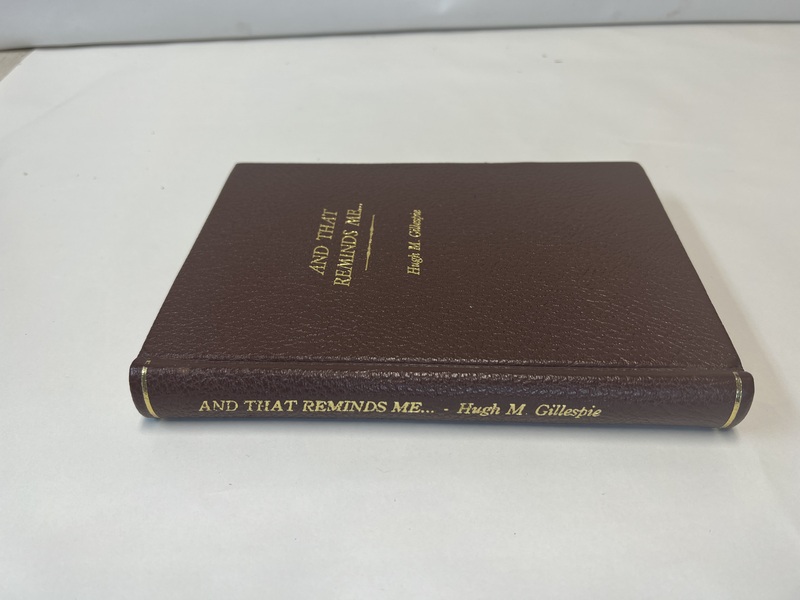 AND THAT
REMINDS ME...
Hugh M. Gillespie
AND THAT REMINDS ME... - Hugh M. Gillespie